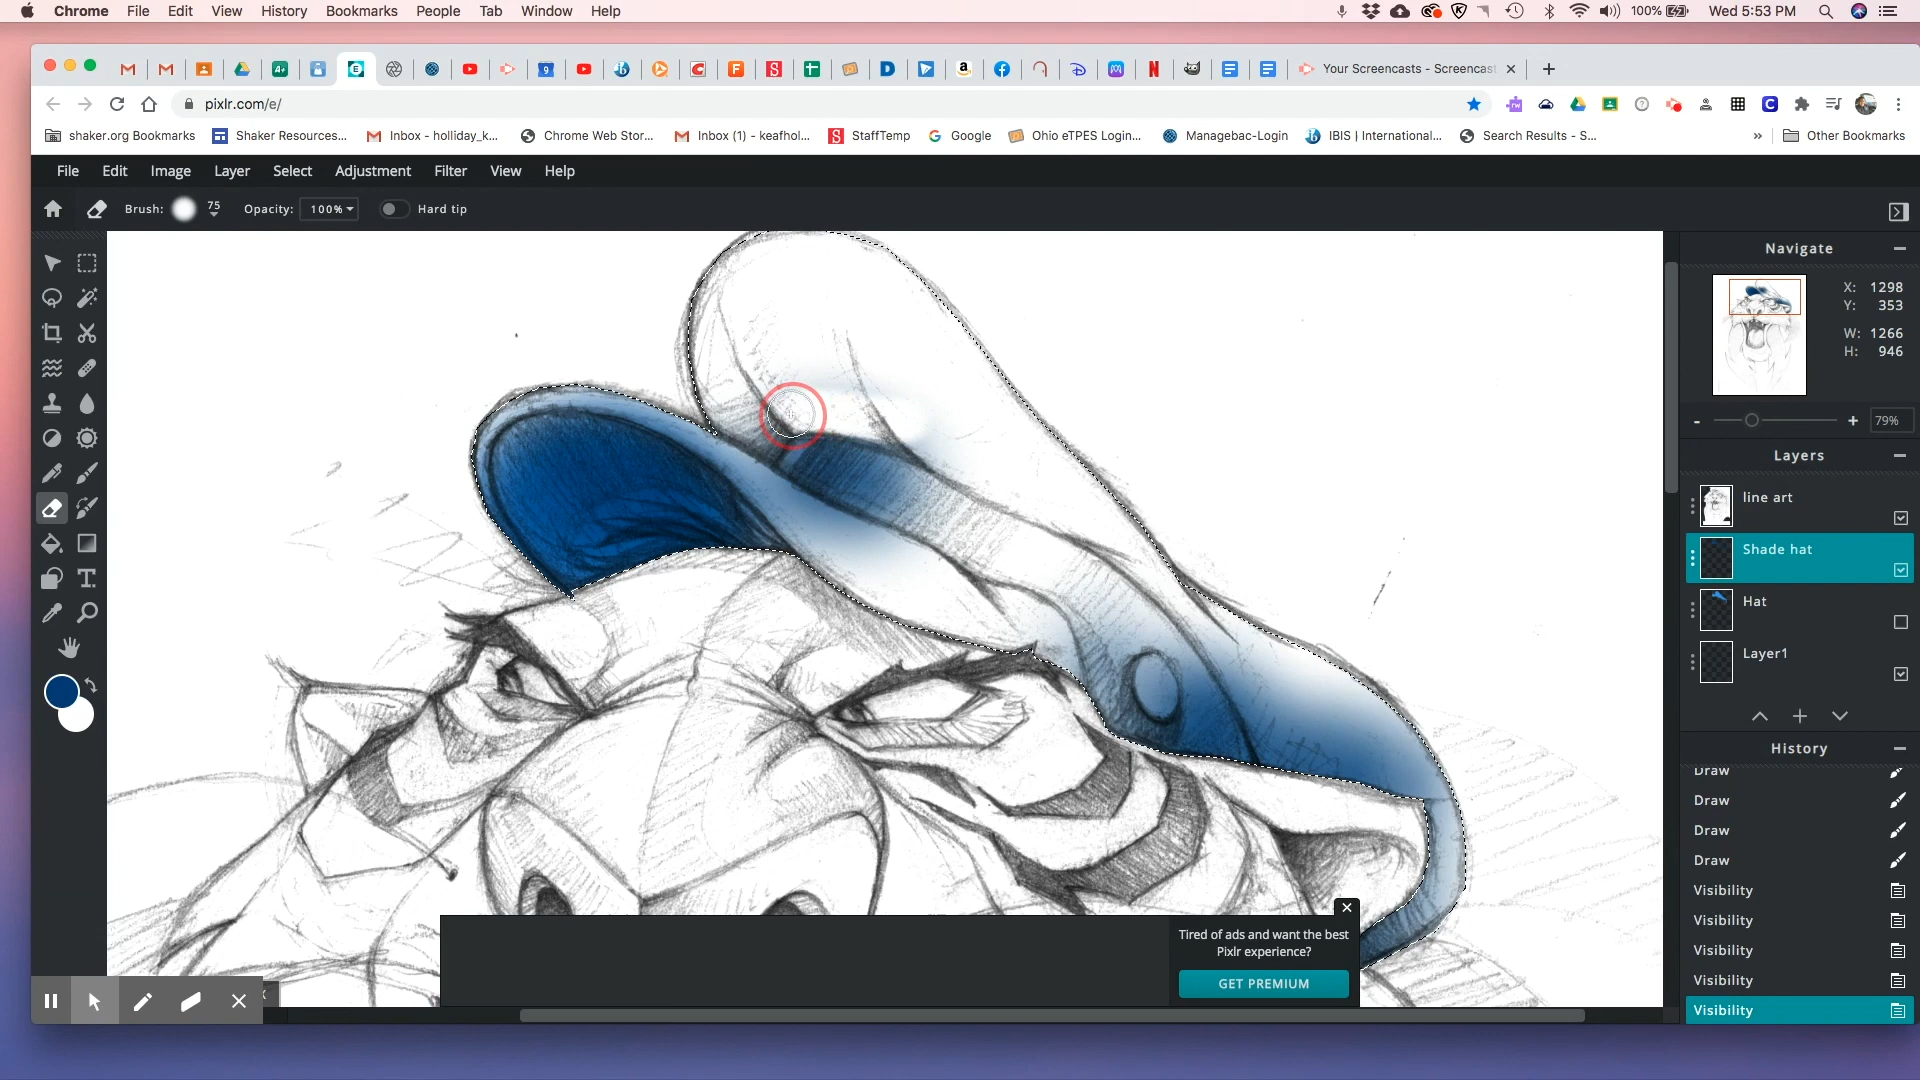 Chrome File Edit View History Bookmarks People Tab Window Help 100% Wed 5:53 PM
Your Screencasts - Screencast
pixlr.com/e/
shaker.org Bookmarks Shaker Resources... Inbox - holliday_k... Chrome Web Stor... Inbox (1) - keafhol... StaffTemp Google Ohio eTPES Login... Managebac-Login IBIS | International... Search Results - S... » Other Bookmarks
File Edit Image Layer Select Adjustment Filter View Help
Brush: 75 Opacity: 100% Hard tip
Navigate
X: 1298
Y: 353
W: 1266
H: 946
- + 79%
Layers
line art
Shade hat
Hat
Layer1
History
Draw
Draw
Draw
Draw
Visibility
Visibility
Visibility
Visibility
Visibility
Tired of ads and want the best
Pixlr experience?
GET PREMIUM